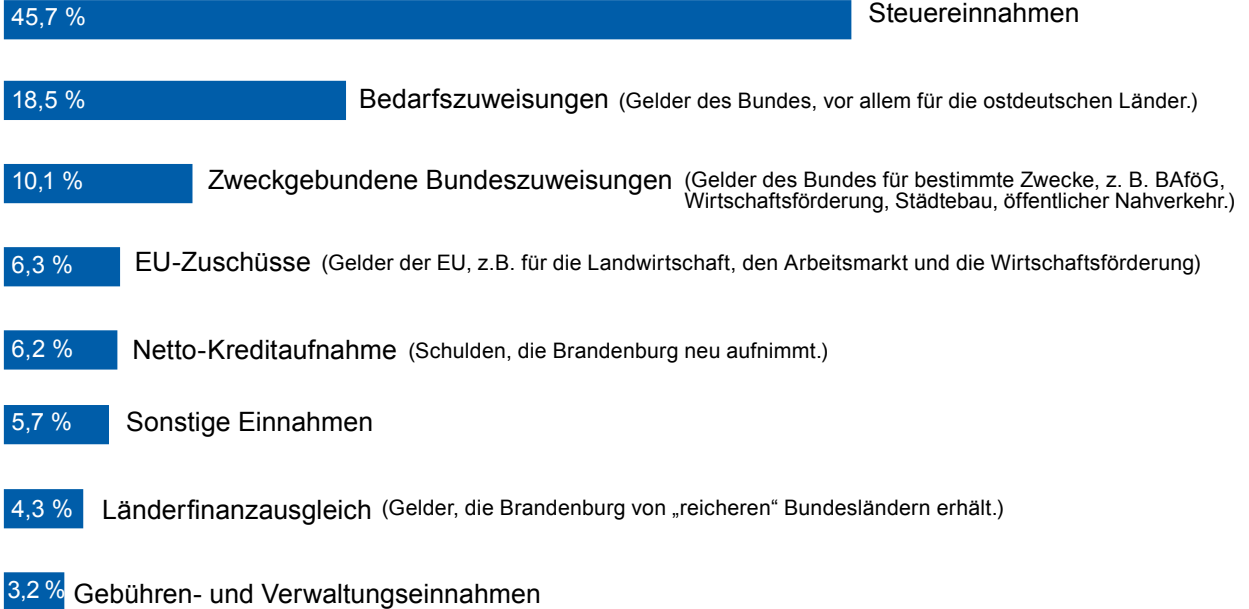 45,7 % Steuereinnahmen
18,5 % Bedarfszuweisungen (Gelder des Bundes, vor allem für die ostdeutschen Länder.)
10,1 % Zweckgebundene Bundeszuweisungen (Gelder des Bundes für bestimmte Zwecke, z. B. BAföG,
Wirtschaftsförderung, Städtebau, öffentlicher Nahverkehr.)
6,3 % EU-Zuschüsse (Gelder der EU, z.B. für die Landwirtschaft, den Arbeitsmarkt und die Wirtschaftsförderung)
6,2 % Netto-Kreditaufnahme (Schulden, die Brandenburg neu aufnimmt.)
5,7 % Sonstige Einnahmen
4,3 % Länderfinanzausgleich (Gelder, die Brandenburg von „reicheren“ Bundesländern erhält.)
3,2 % Gebühren- und Verwaltungseinnahmen